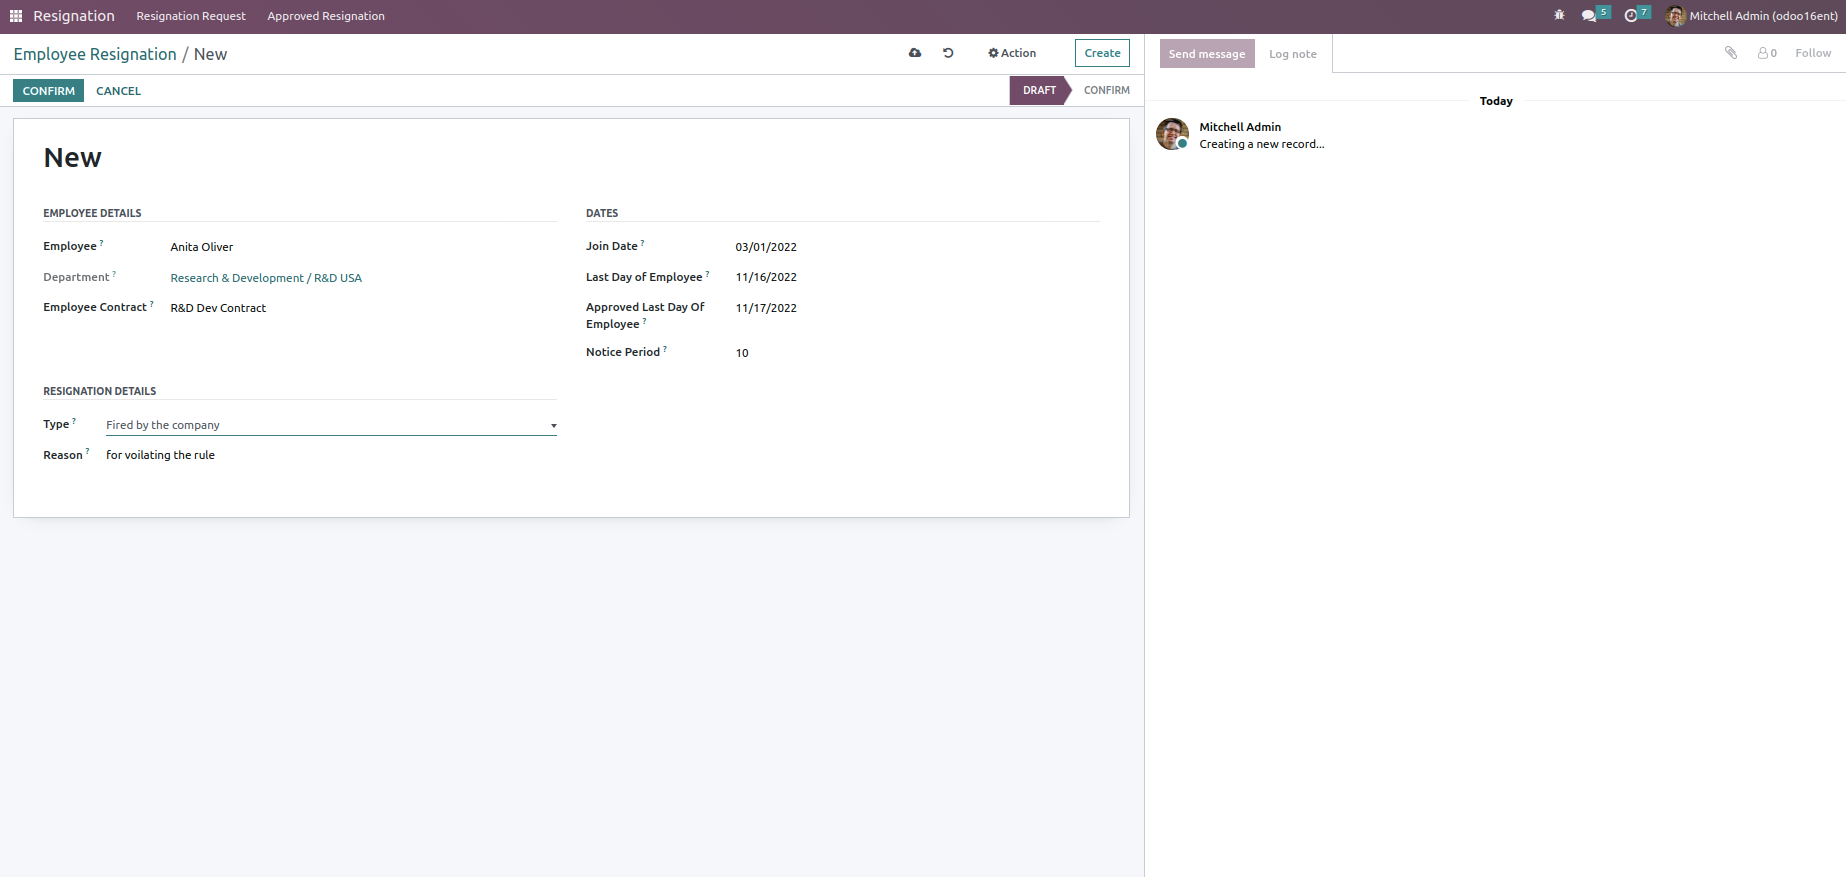 Resignation Resignation Request Approved Resignation 5 7 Mitchell Admin (odoo16ent)
Employee Resignation / New Action Create
CONFIRM CANCEL DRAFT CONFIRM
New
EMPLOYEE DETAILS
Employee ? Anita Oliver
Department ? Research & Development / R&D USA
Employee Contract ? R&D Dev Contract
DATES
Join Date ? 03/01/2022
Last Day of Employee ? 11/16/2022
Approved Last Day Of 11/17/2022
Employee ?
Notice Period ? 10
RESIGNATION DETAILS
Type ? Fired by the company
Reason ? for voilating the rule
Send message Log note 0 Follow
Today
Mitchell Admin
Creating a new record...